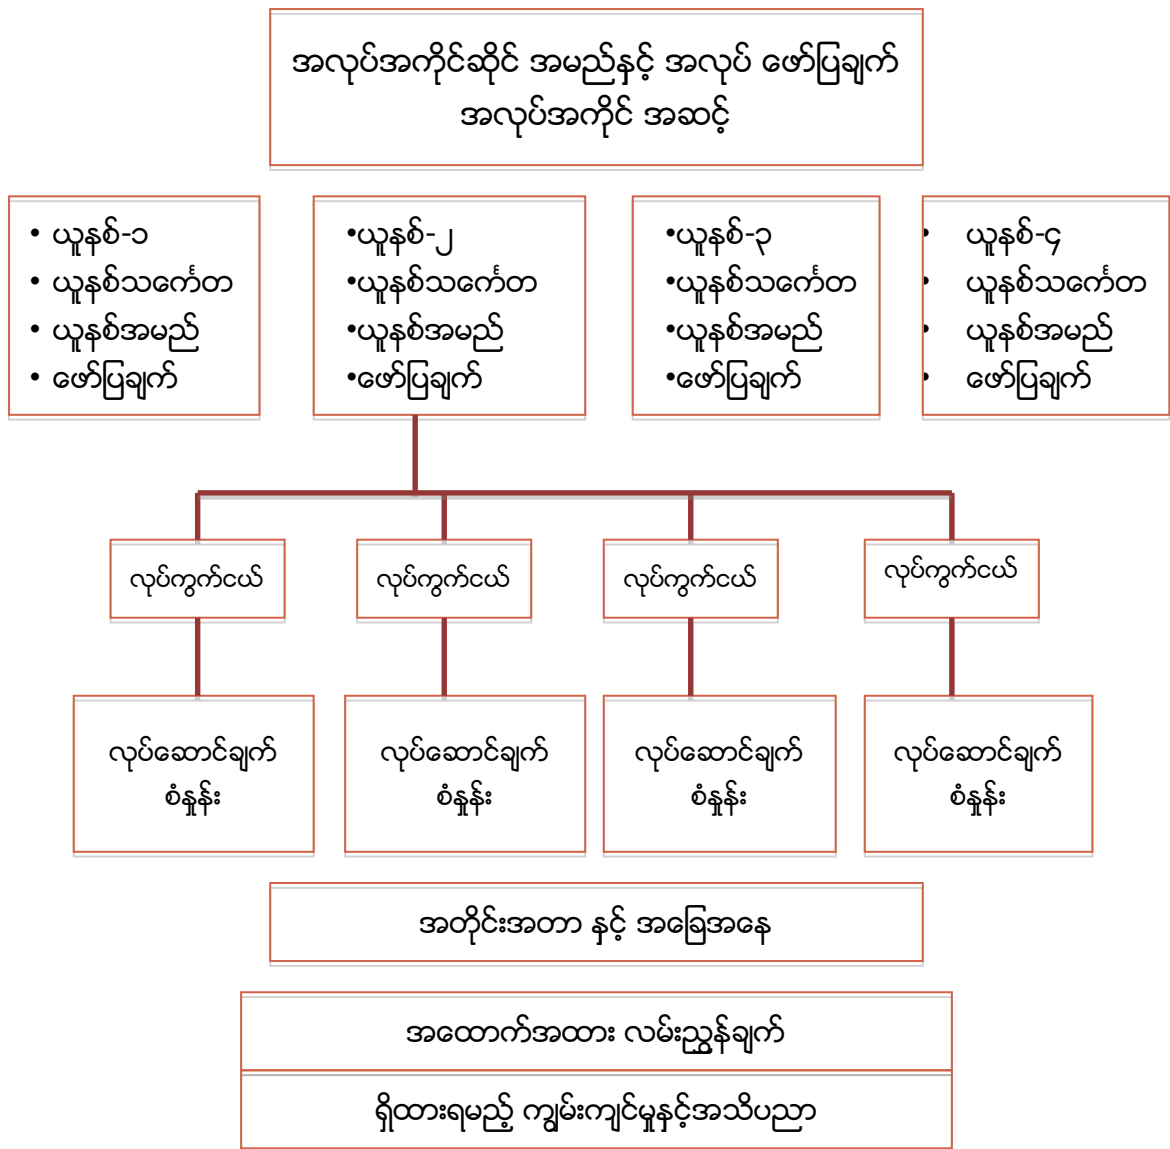 အလုပ်အကိုင်ဆိုင် အမည်နှင့် အလုပ် ဖော်ပြချက်
အလုပ်အကိုင် အဆင့်
• ယူနစ်-၁
• ယူနစ်သင်္ကေတ
• ယူနစ်အမည်
• ဖော်ပြချက်
•ယူနစ်-၂
•ယူနစ်သင်္ကေတ
•ယူနစ်အမည်
•ဖော်ပြချက်
•ယူနစ်-၃
•ယူနစ်သင်္ကေတ
•ယူနစ်အမည်
•ဖော်ပြချက်
• ယူနစ်-၄
• ယူနစ်သင်္ကေတ
• ယူနစ်အမည်
• ဖော်ပြချက်
လုပ်ကွက်ငယ်
လုပ်ကွက်ငယ်
လုပ်ကွက်ငယ်
လုပ်ကွက်ငယ်
လုပ်ဆောင်ချက်
စံနှုန်း
လုပ်ဆောင်ချက်
စံနှုန်း
လုပ်ဆောင်ချက်
စံနှုန်း
လုပ်ဆောင်ချက်
စံနှုန်း
အတိုင်းအတာ နှင့် အခြေအနေ
အထောက်အထား လမ်းညွှန်ချက်
ရှိထားရမည့် ကျွမ်းကျင်မှုနှင့်အသိပညာ